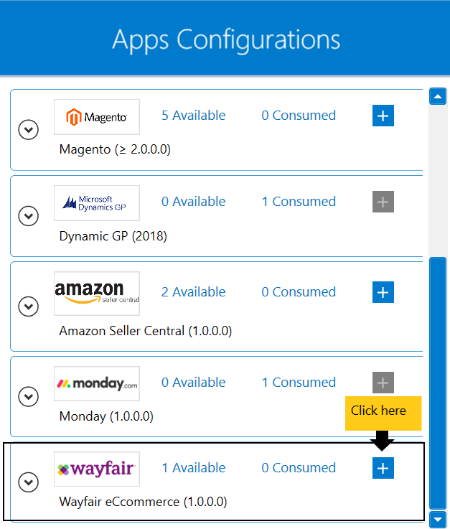 Apps Configurations
Magento
5 Available
0 Consumed
Magento (≥ 2.0.0.0)
Microsoft
Dynamics GP
0 Available
1 Consumed
Dynamic GP (2018)
amazon
seller central
2 Available
0 Consumed
Amazon Seller Central (1.0.0.0)
monday.com
0 Available
1 Consumed
Monday (1.0.0.0)
Click here
wayfair
1 Available
0 Consumed
Wayfair eCcommerce (1.0.0.0)